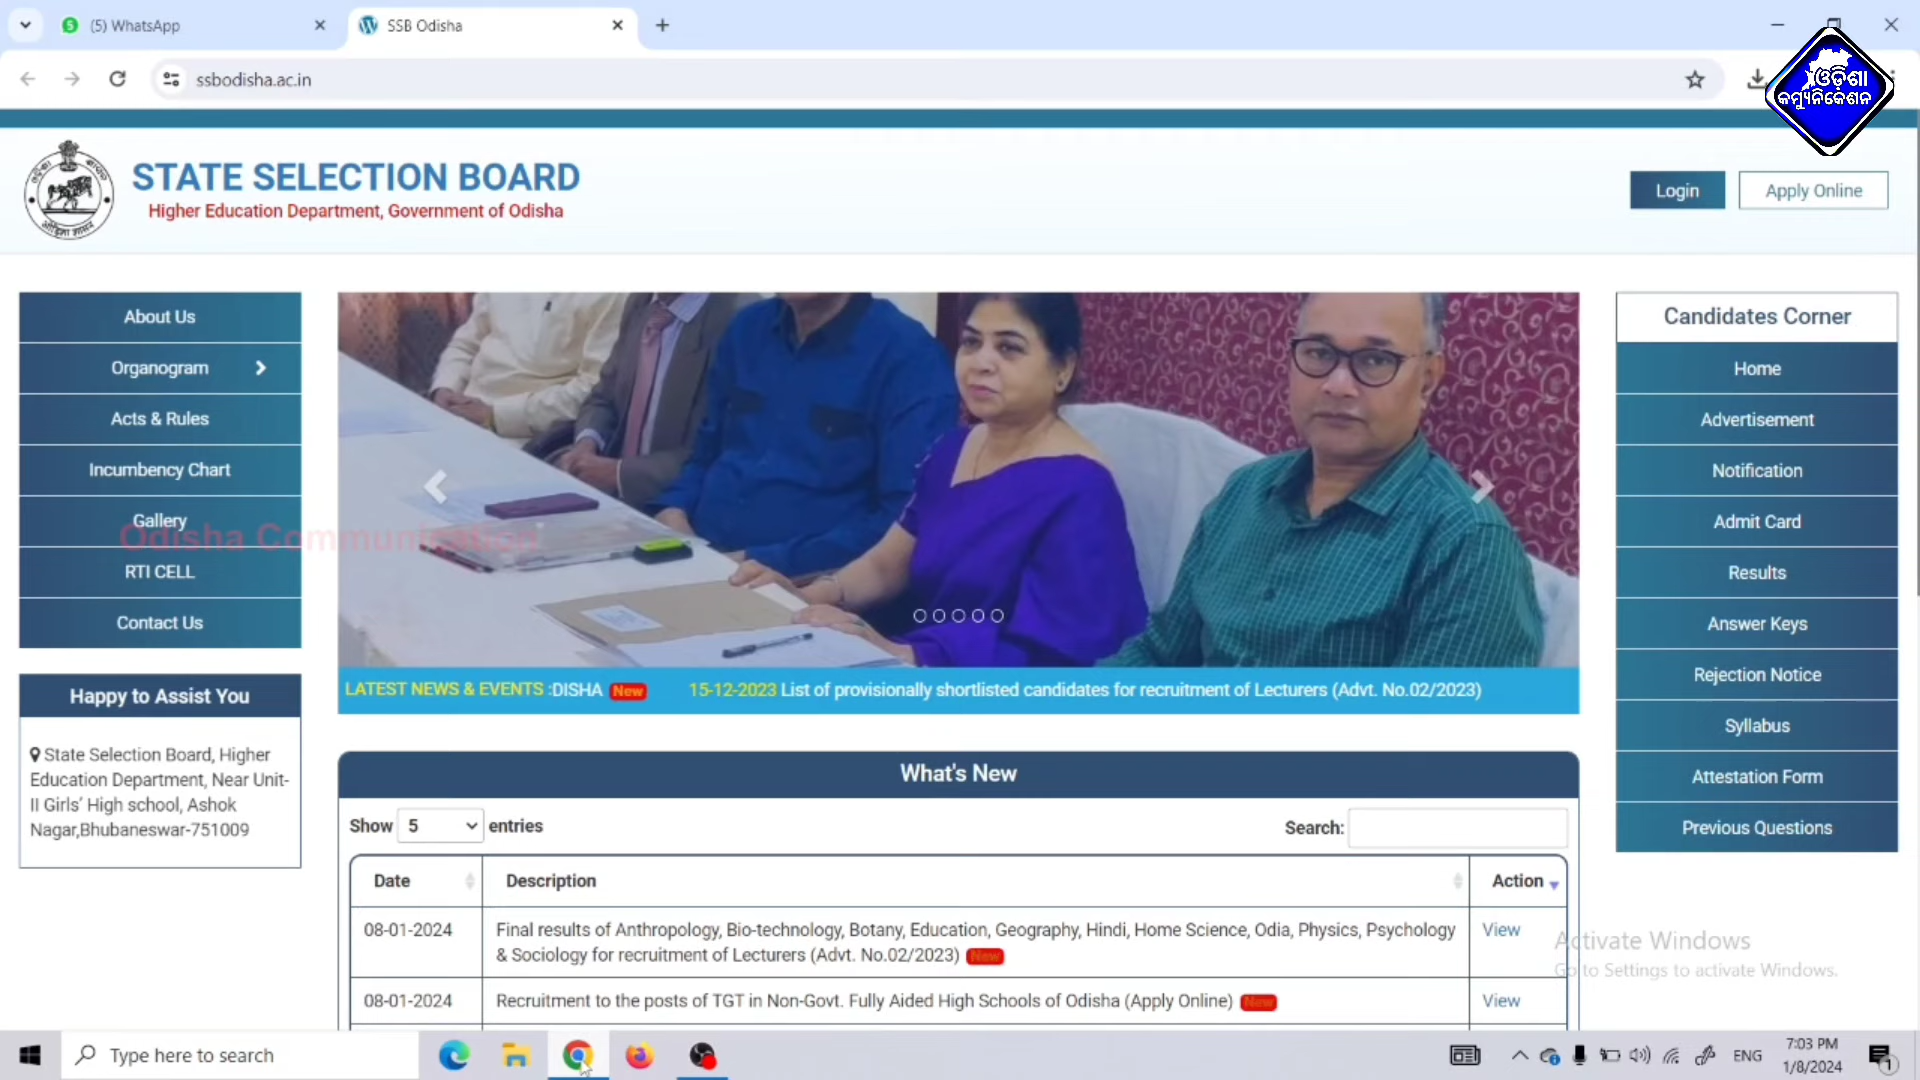 (5) WhatsApp
SSB Odisha
ssbodisha.ac.in
ଓଡ଼ିଶା
କମ୍ୟୁନିକେଶନ
STATE SELECTION BOARD
Higher Education Department, Government of Odisha
Login
Apply Online
About Us
Organogram
Acts & Rules
Incumbency Chart
Gallery
Odisha Communication
RTI CELL
Contact Us
Happy to Assist You
State Selection Board, Higher
Education Department, Near Unit-
II Girls' High school, Ashok
Nagar,Bhubaneswar-751009
LATEST NEWS & EVENTS :DISHA New 15-12-2023 List of provisionally shortlisted candidates for recruitment of Lecturers (Advt. No.02/2023)
What's New
Show 5 entries
Search:
Date Description Action
08-01-2024 Final results of Anthropology, Bio-technology, Botany, Education, Geography, Hindi, Home Science, Odia, Physics, Psychology View
& Sociology for recruitment of Lecturers (Advt. No.02/2023) New
08-01-2024 Recruitment to the posts of TGT in Non-Govt. Fully Aided High Schools of Odisha (Apply Online) New View
Candidates Corner
Home
Advertisement
Notification
Admit Card
Results
Answer Keys
Rejection Notice
Syllabus
Attestation Form
Previous Questions
Activate Windows
Go to Settings to activate Windows.
Type here to search
ENG
7:03 PM
1/8/2024
1